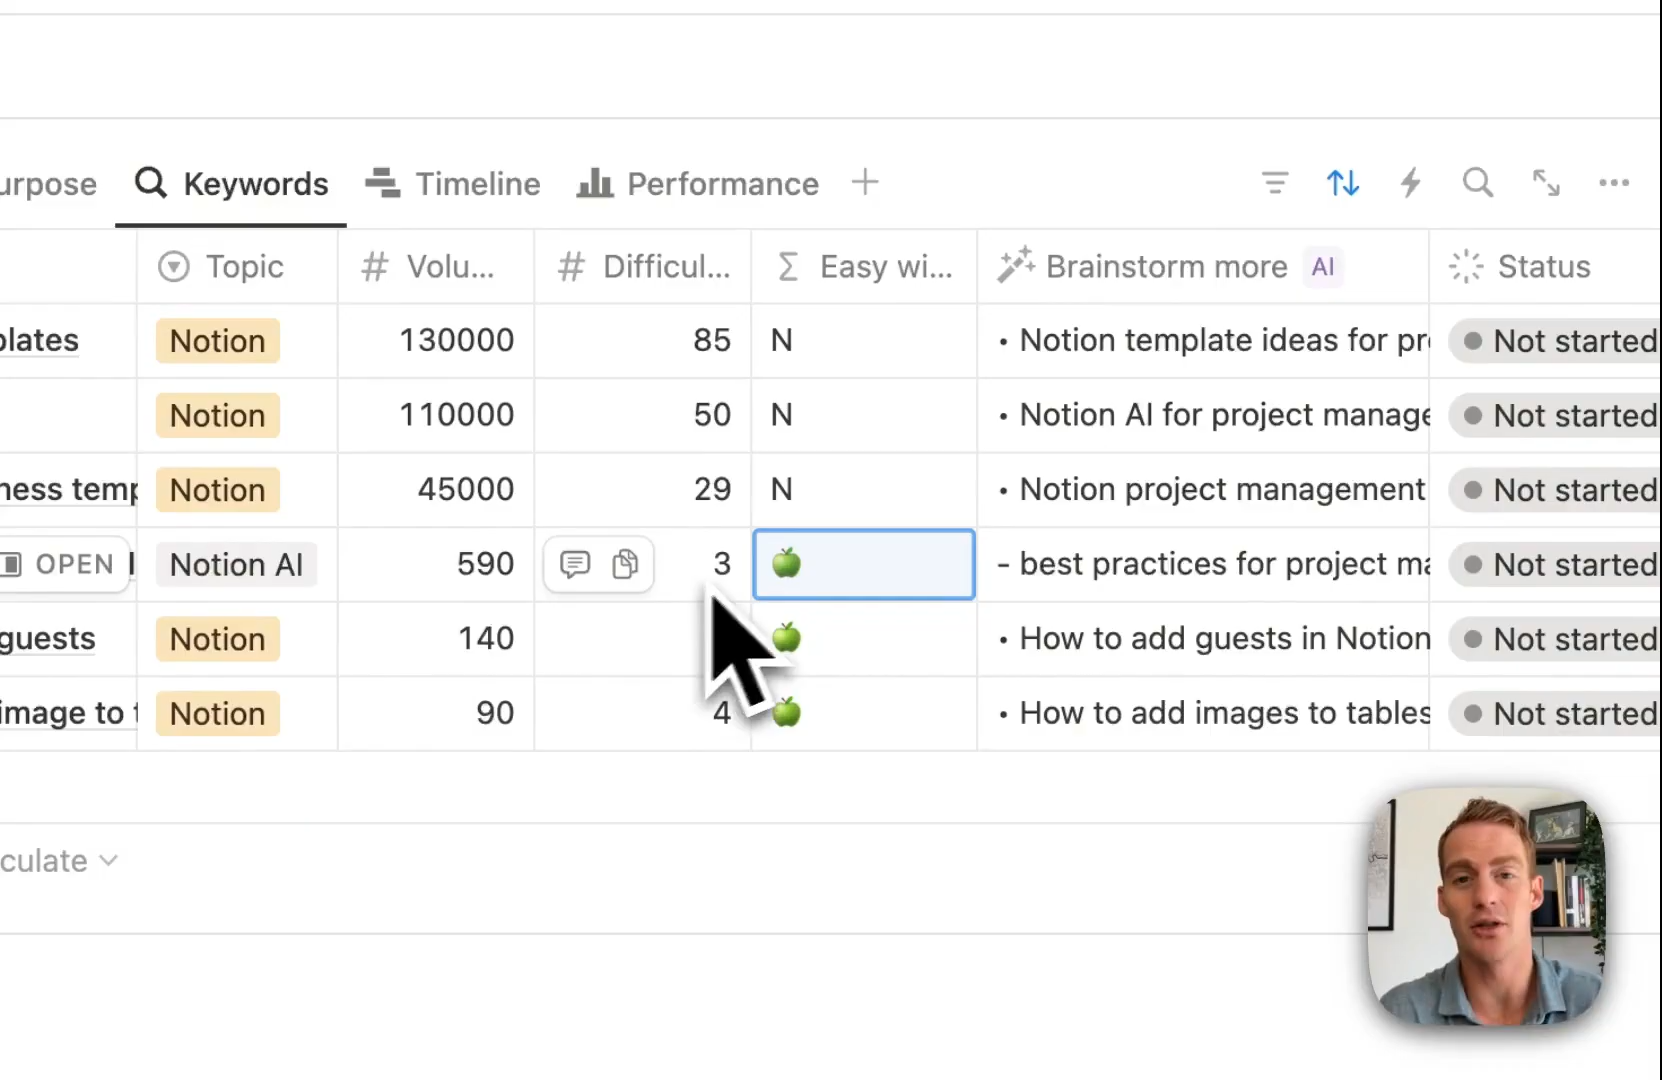 urpose Keywords Timeline Performance
Topic # Volu... # Difficul... Σ Easy wi... Brainstorm more AI Status
plates Notion 130000 85 N • Notion template ideas for pr Not started
Notion 110000 50 N • Notion AI for project manage Not started
ness temp Notion 45000 29 N • Notion project management Not started
OPEN Notion AI 590 3 🍏 - best practices for project ma Not started
guests Notion 140 🍏 • How to add guests in Notion Not started
image to t Notion 90 4 🍏 • How to add images to tables Not started
culate